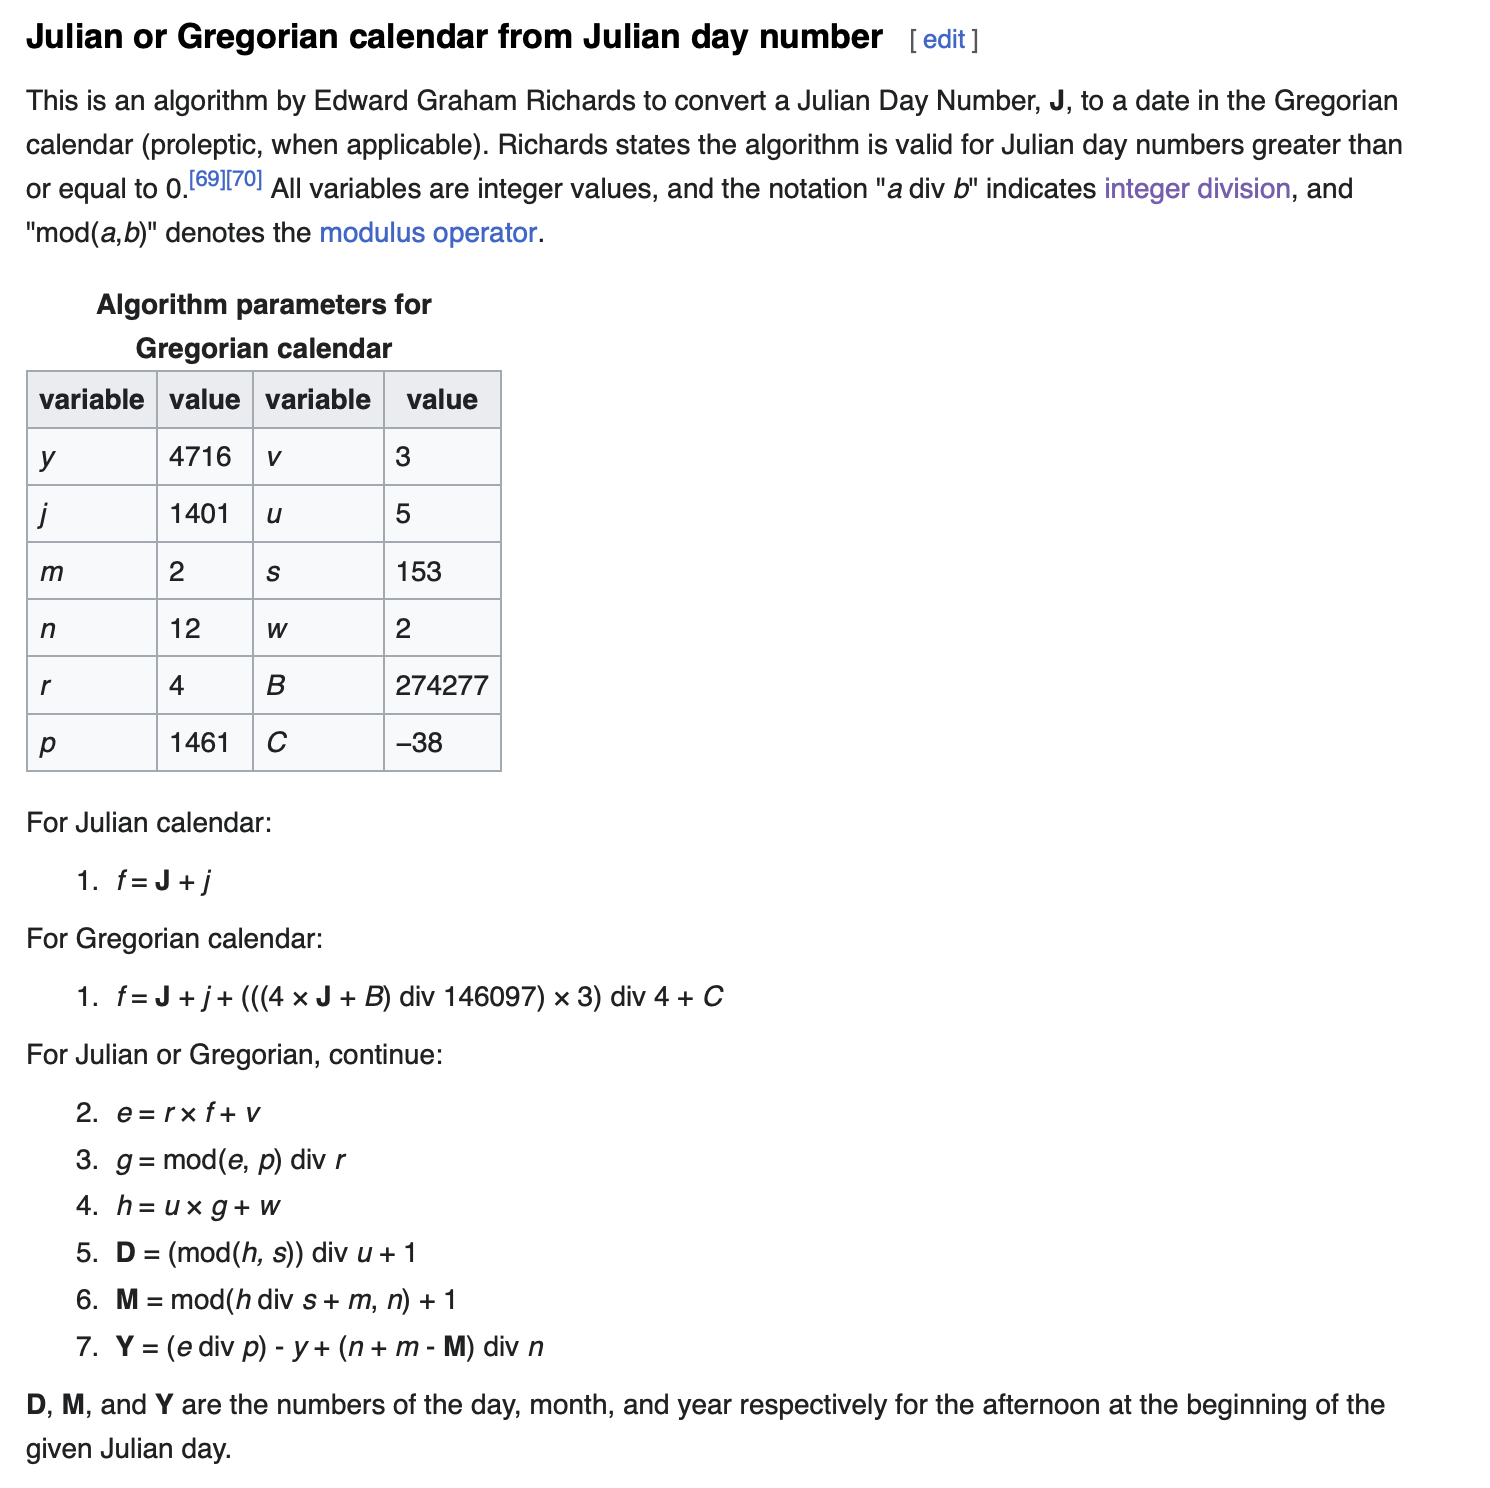 Julian or Gregorian calendar from Julian day number [ edit ]
This is an algorithm by Edward Graham Richards to convert a Julian Day Number, J, to a date in the Gregorian
calendar (proleptic, when applicable). Richards states the algorithm is valid for Julian day numbers greater than
or equal to 0.[69][70] All variables are integer values, and the notation "a div b" indicates integer division, and
"mod(a,b)" denotes the modulus operator.
Algorithm parameters for
Gregorian calendar
variable value variable value
y 4716 v 3
j 1401 u 5
m 2 s 153
n 12 w 2
r 4 B 274277
p 1461 C −38
For Julian calendar:
1. f = J + j
For Gregorian calendar:
1. f = J + j + (((4 × J + B) div 146097) × 3) div 4 + C
For Julian or Gregorian, continue:
2. e = r × f + v
3. g = mod(e, p) div r
4. h = u × g + w
5. D = (mod(h, s)) div u + 1
6. M = mod(h div s + m, n) + 1
7. Y = (e div p) - y + (n + m - M) div n
D, M, and Y are the numbers of the day, month, and year respectively for the afternoon at the beginning of the
given Julian day.